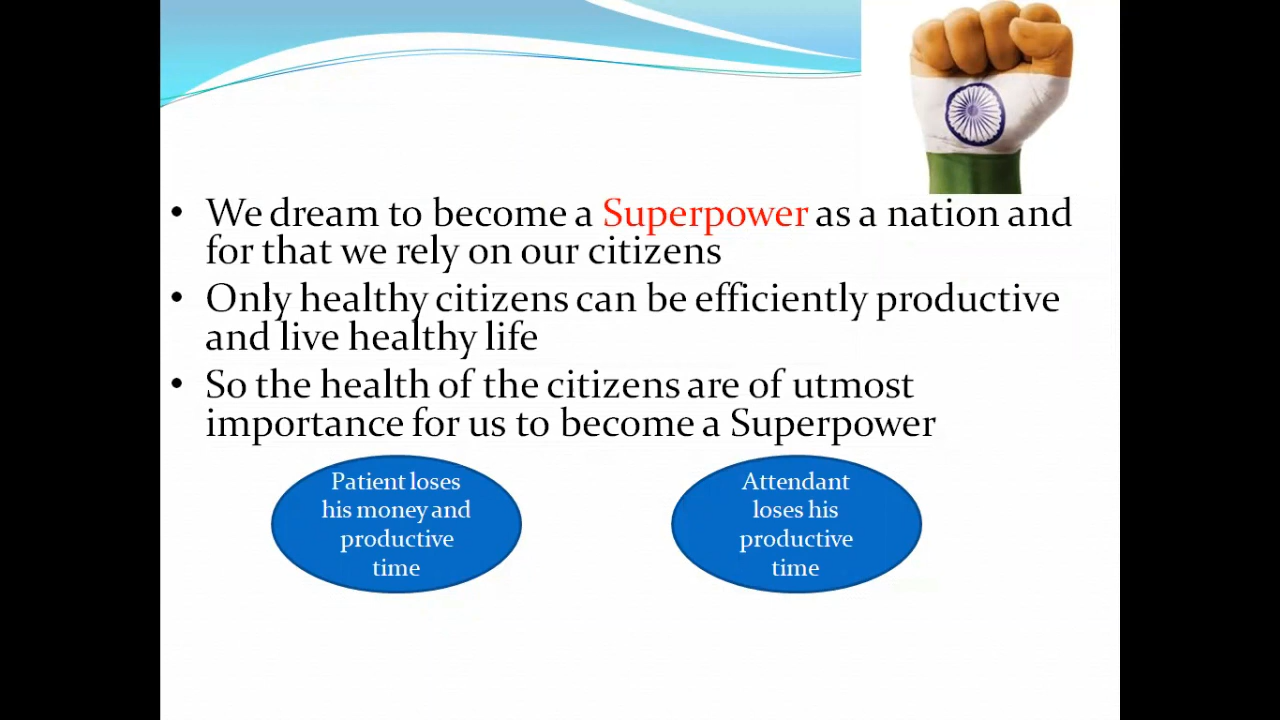 • We dream to become a Superpower as a nation and
for that we rely on our citizens
• Only healthy citizens can be efficiently productive
and live healthy life
• So the health of the citizens are of utmost
importance for us to become a Superpower
Patient loses
his money and
productive
time
Attendant
loses his
productive
time